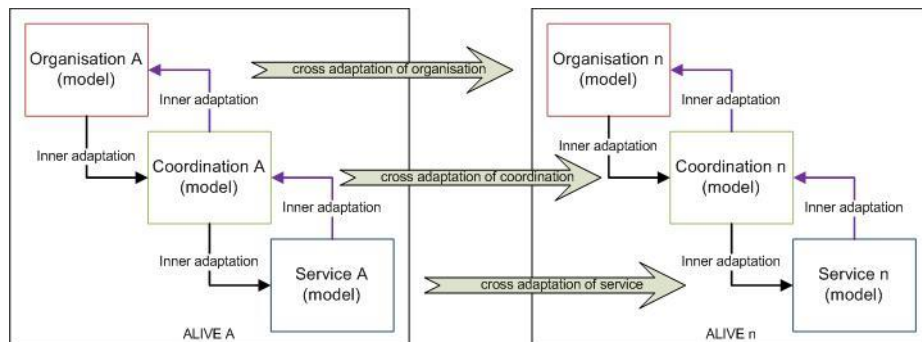 Organisation A
(model)
Inner adaptation
Inner adaptation
Coordination A
(model)
Inner adaptation
Inner adaptation
Service A
(model)
ALIVE A
cross adaptation of organisation
cross adaptation of coordination
cross adaptation of service
Organisation n
(model)
Inner adaptation
Inner adaptation
Coordination n
(model)
Inner adaptation
Inner adaptation
Service n
(model)
ALIVE n